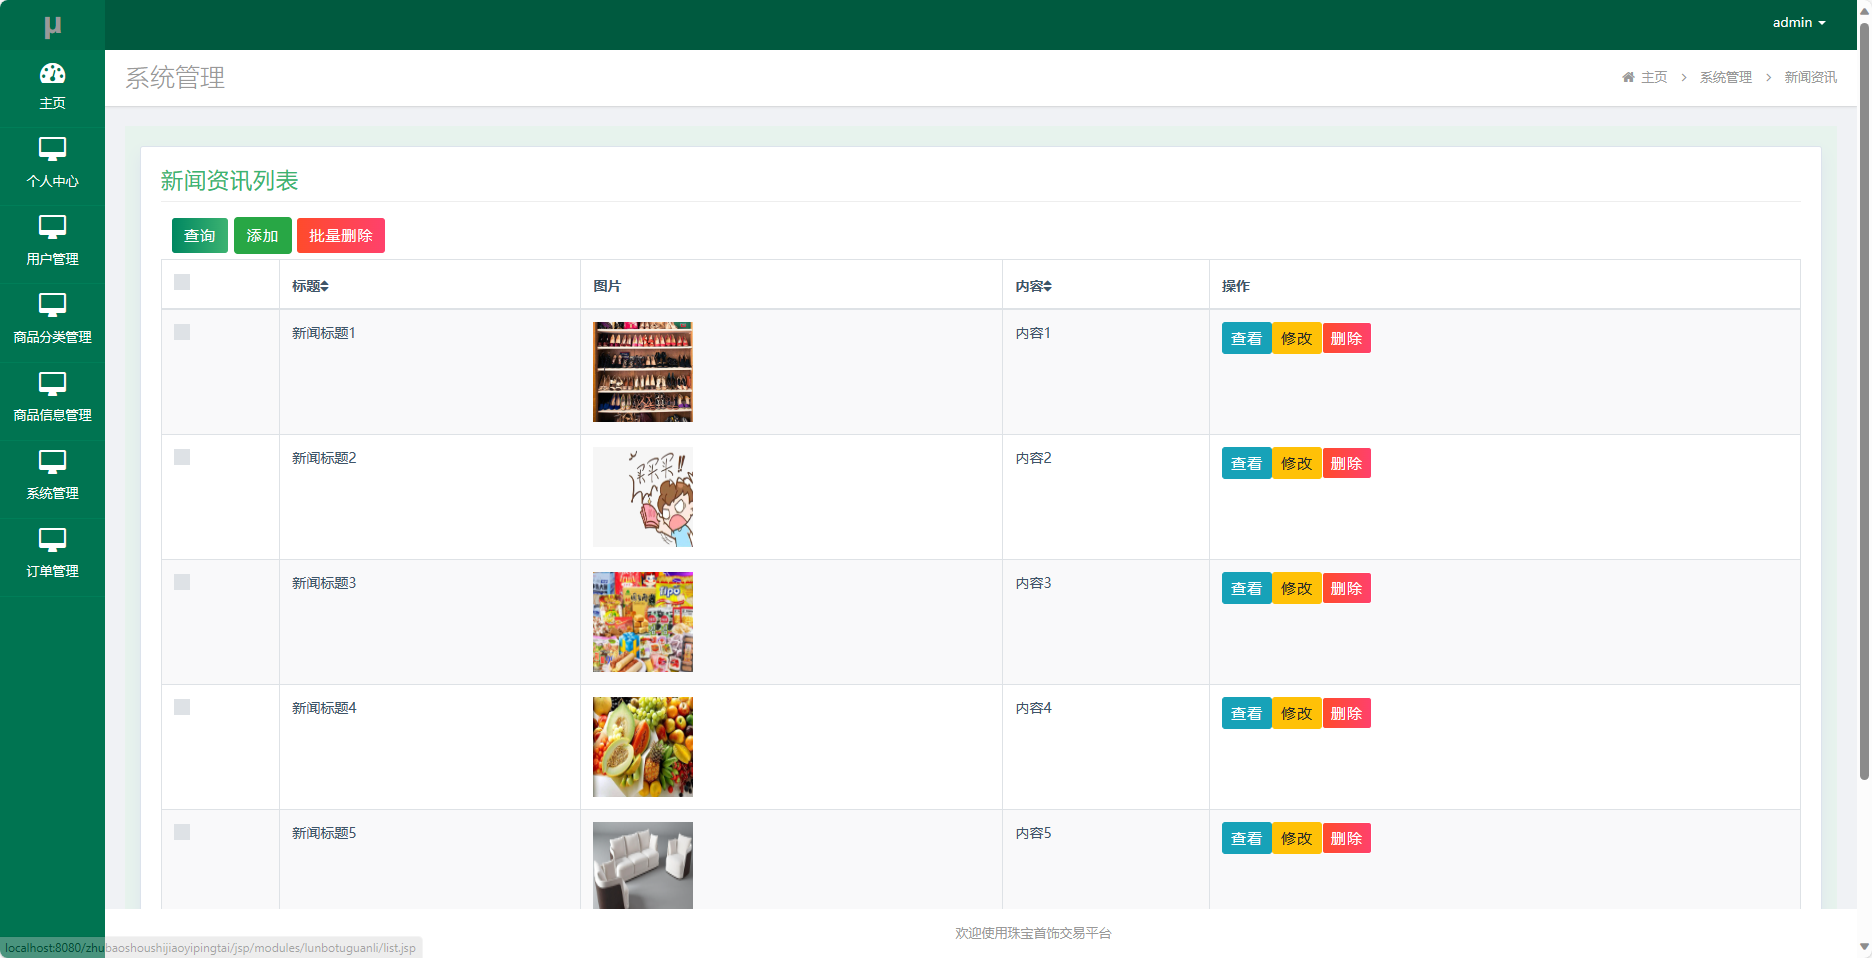 µ
admin
主页
个人中心
用户管理
商品分类管理
商品信息管理
系统管理
订单管理
系统管理
主页 > 系统管理 > 新闻资讯
新闻资讯列表
查询 添加 批量删除
标题 图片 内容 操作
新闻标题1 内容1 查看 修改 删除
新闻标题2 内容2 查看 修改 删除
买买买!!
新闻标题3 内容3 查看 修改 删除
TIPO
新闻标题4 内容4 查看 修改 删除
新闻标题5 内容5 查看 修改 删除
欢迎使用珠宝首饰交易平台
localhost:8080/zhubaoshoushijiaoyipingtai/jsp/modules/lunbotuguanli/list.jsp